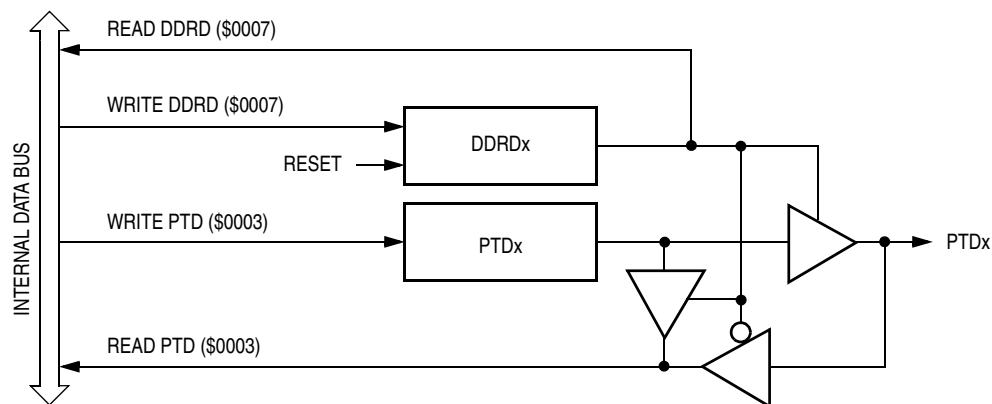 READ DDRD ($0007)
WRITE DDRD ($0007)
DDRDx
RESET
WRITE PTD ($0003)
PTDx
PTDx
READ PTD ($0003)
INTERNAL DATA BUS